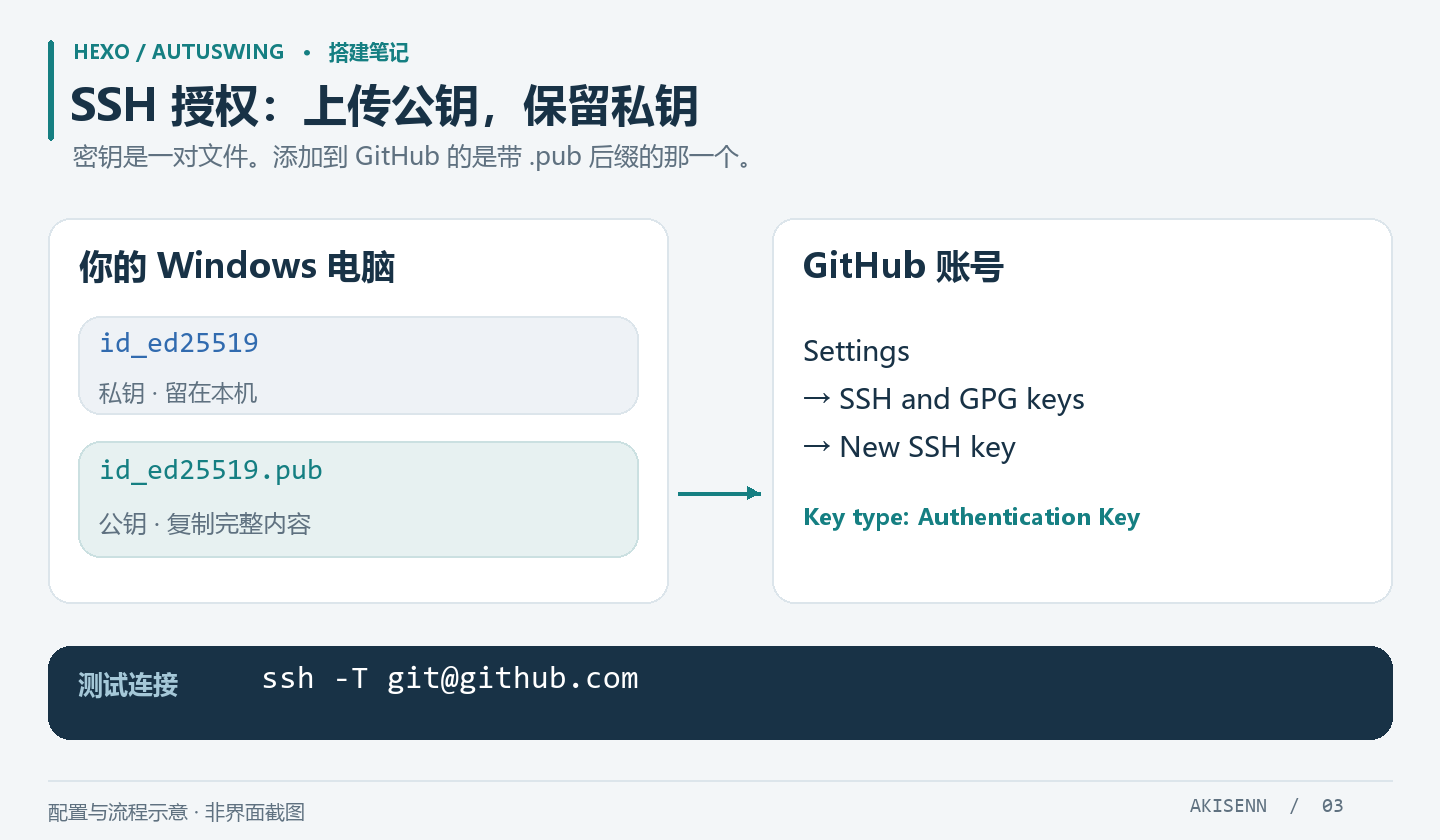 HEXO / AUTUSWING • 搭建笔记
SSH 授权：上传公钥，保留私钥
密钥是一对文件。添加到 GitHub 的是带 .pub 后缀的那一个。
你的 Windows 电脑
id_ed25519
私钥 · 留在本机
id_ed25519.pub
公钥 · 复制完整内容
GitHub 账号
Settings
→ SSH and GPG keys
→ New SSH key
Key type: Authentication Key
测试连接 ssh -T git@github.com
配置与流程示意 · 非界面截图
AKISENN / 03